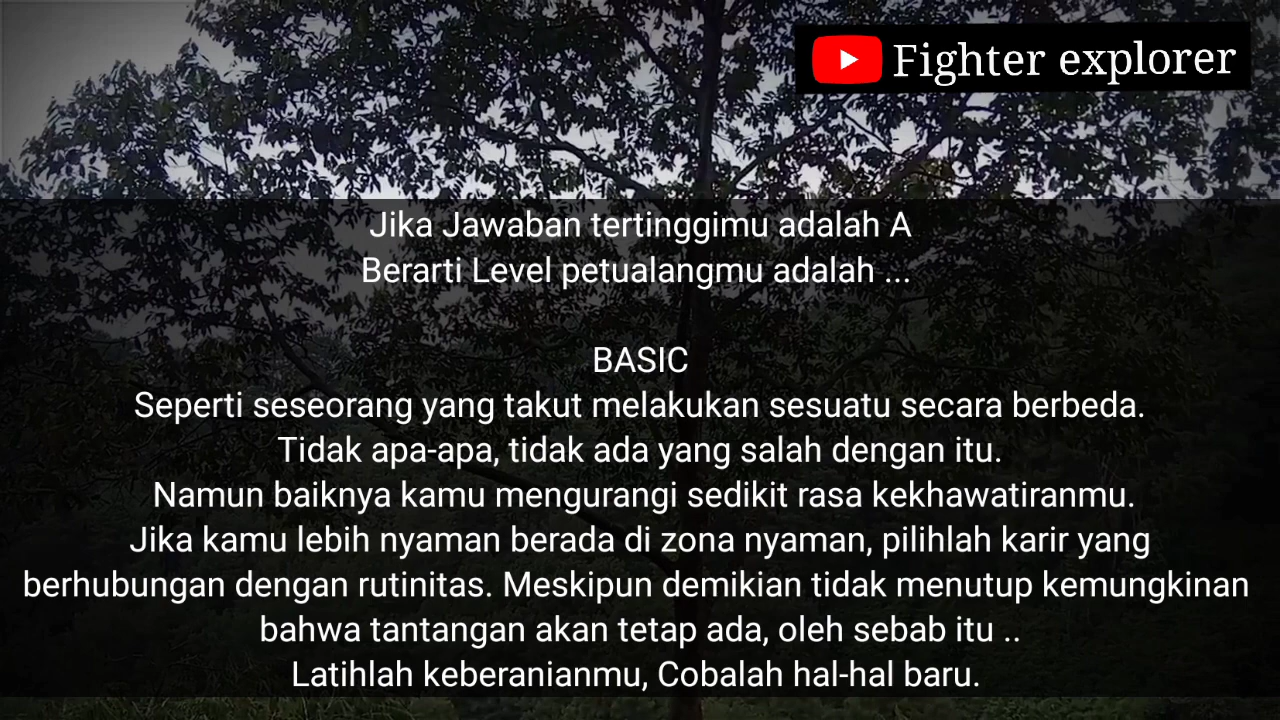 Fighter explorer
Jika Jawaban tertinggimu adalah A
Berarti Level petualangmu adalah ...
BASIC
Seperti seseorang yang takut melakukan sesuatu secara berbeda.
Tidak apa-apa, tidak ada yang salah dengan itu.
Namun baiknya kamu mengurangi sedikit rasa kekhawatiranmu.
Jika kamu lebih nyaman berada di zona nyaman, pilihlah karir yang
berhubungan dengan rutinitas. Meskipun demikian tidak menutup kemungkinan
bahwa tantangan akan tetap ada, oleh sebab itu ..
Latihlah keberanianmu, Cobalah hal-hal baru.